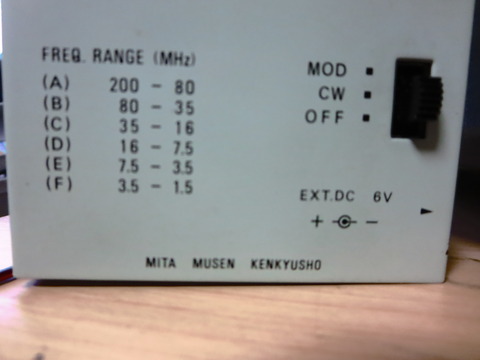 FREQ. RANGE (MHz)
(A) 200 - 80
(B) 80 - 35
(C) 35 - 16
(D) 16 - 7.5
(E) 7.5 - 3.5
(F) 3.5 - 1.5
MOD
CW
OFF
EXT.DC 6V
+ -
MITA MUSEN KENKYUSHO